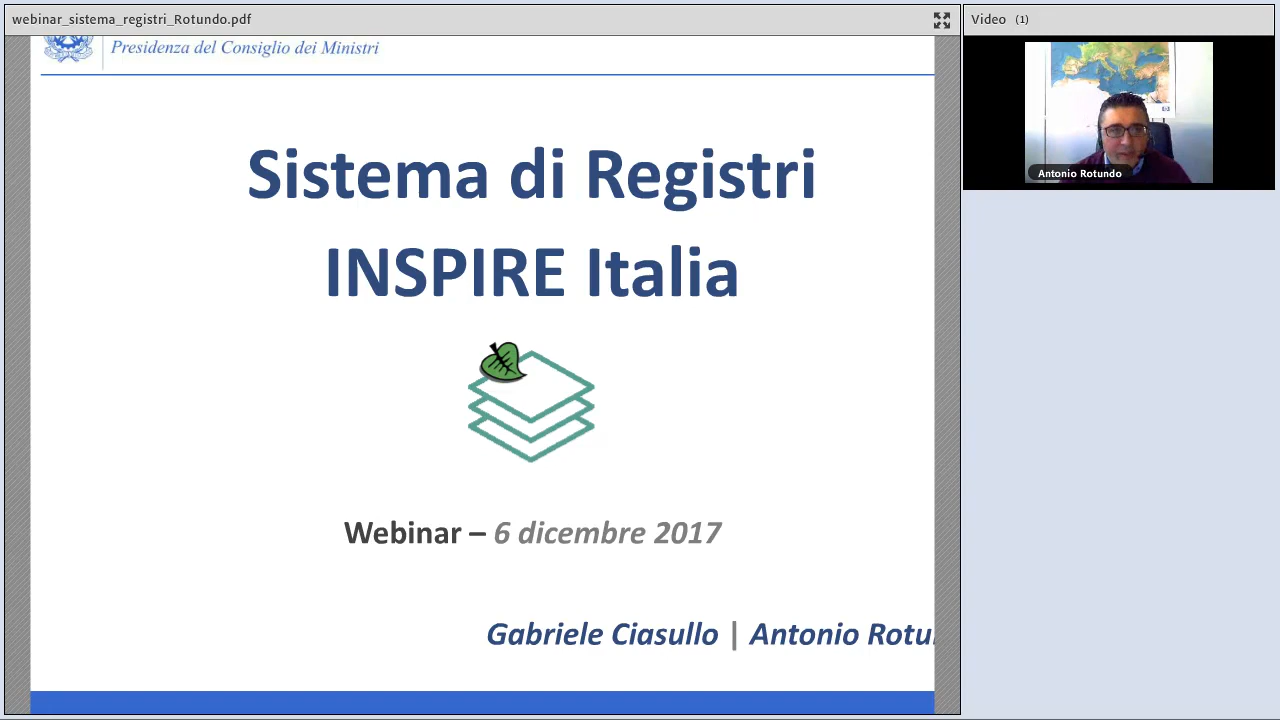 webinar_sistema_registri_Rotundo.pdf
Video (1)
Presidenza del Consiglio dei Ministri
Antonio Rotundo
Sistema di Registri
INSPIRE Italia
Webinar – 6 dicembre 2017
Gabriele Ciasullo | Antonio Rotu